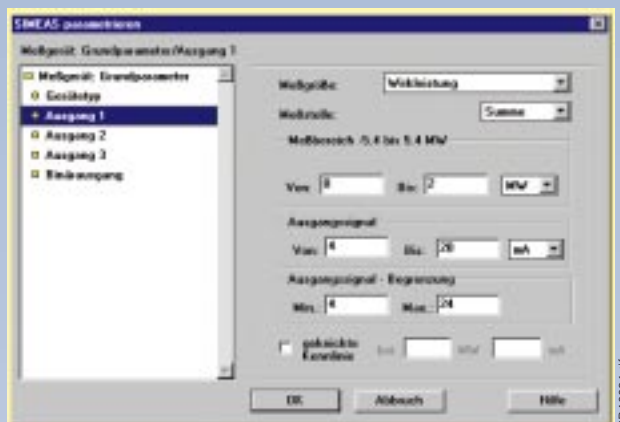 SIMEAS parametrieren
Meßgerät: Grundparameter/Ausgang 1
Meßgerät: Grundparameter
Gerätetyp
Ausgang 1
Ausgang 2
Ausgang 3
Binärausgang
Meßgröße: Wirkleistung
Meßstelle: Summe
Meßbereich -5.4 bis 5.4 MW
Von: 0 Bis: 2 MW
Ausgangssignal
Von: 4 Bis: 20 mA
Ausgangssignal - Begrenzung
Min.: 4 Max.: 24
geknickte Kennlinie bei MW mA
OK Abbruch Hilfe